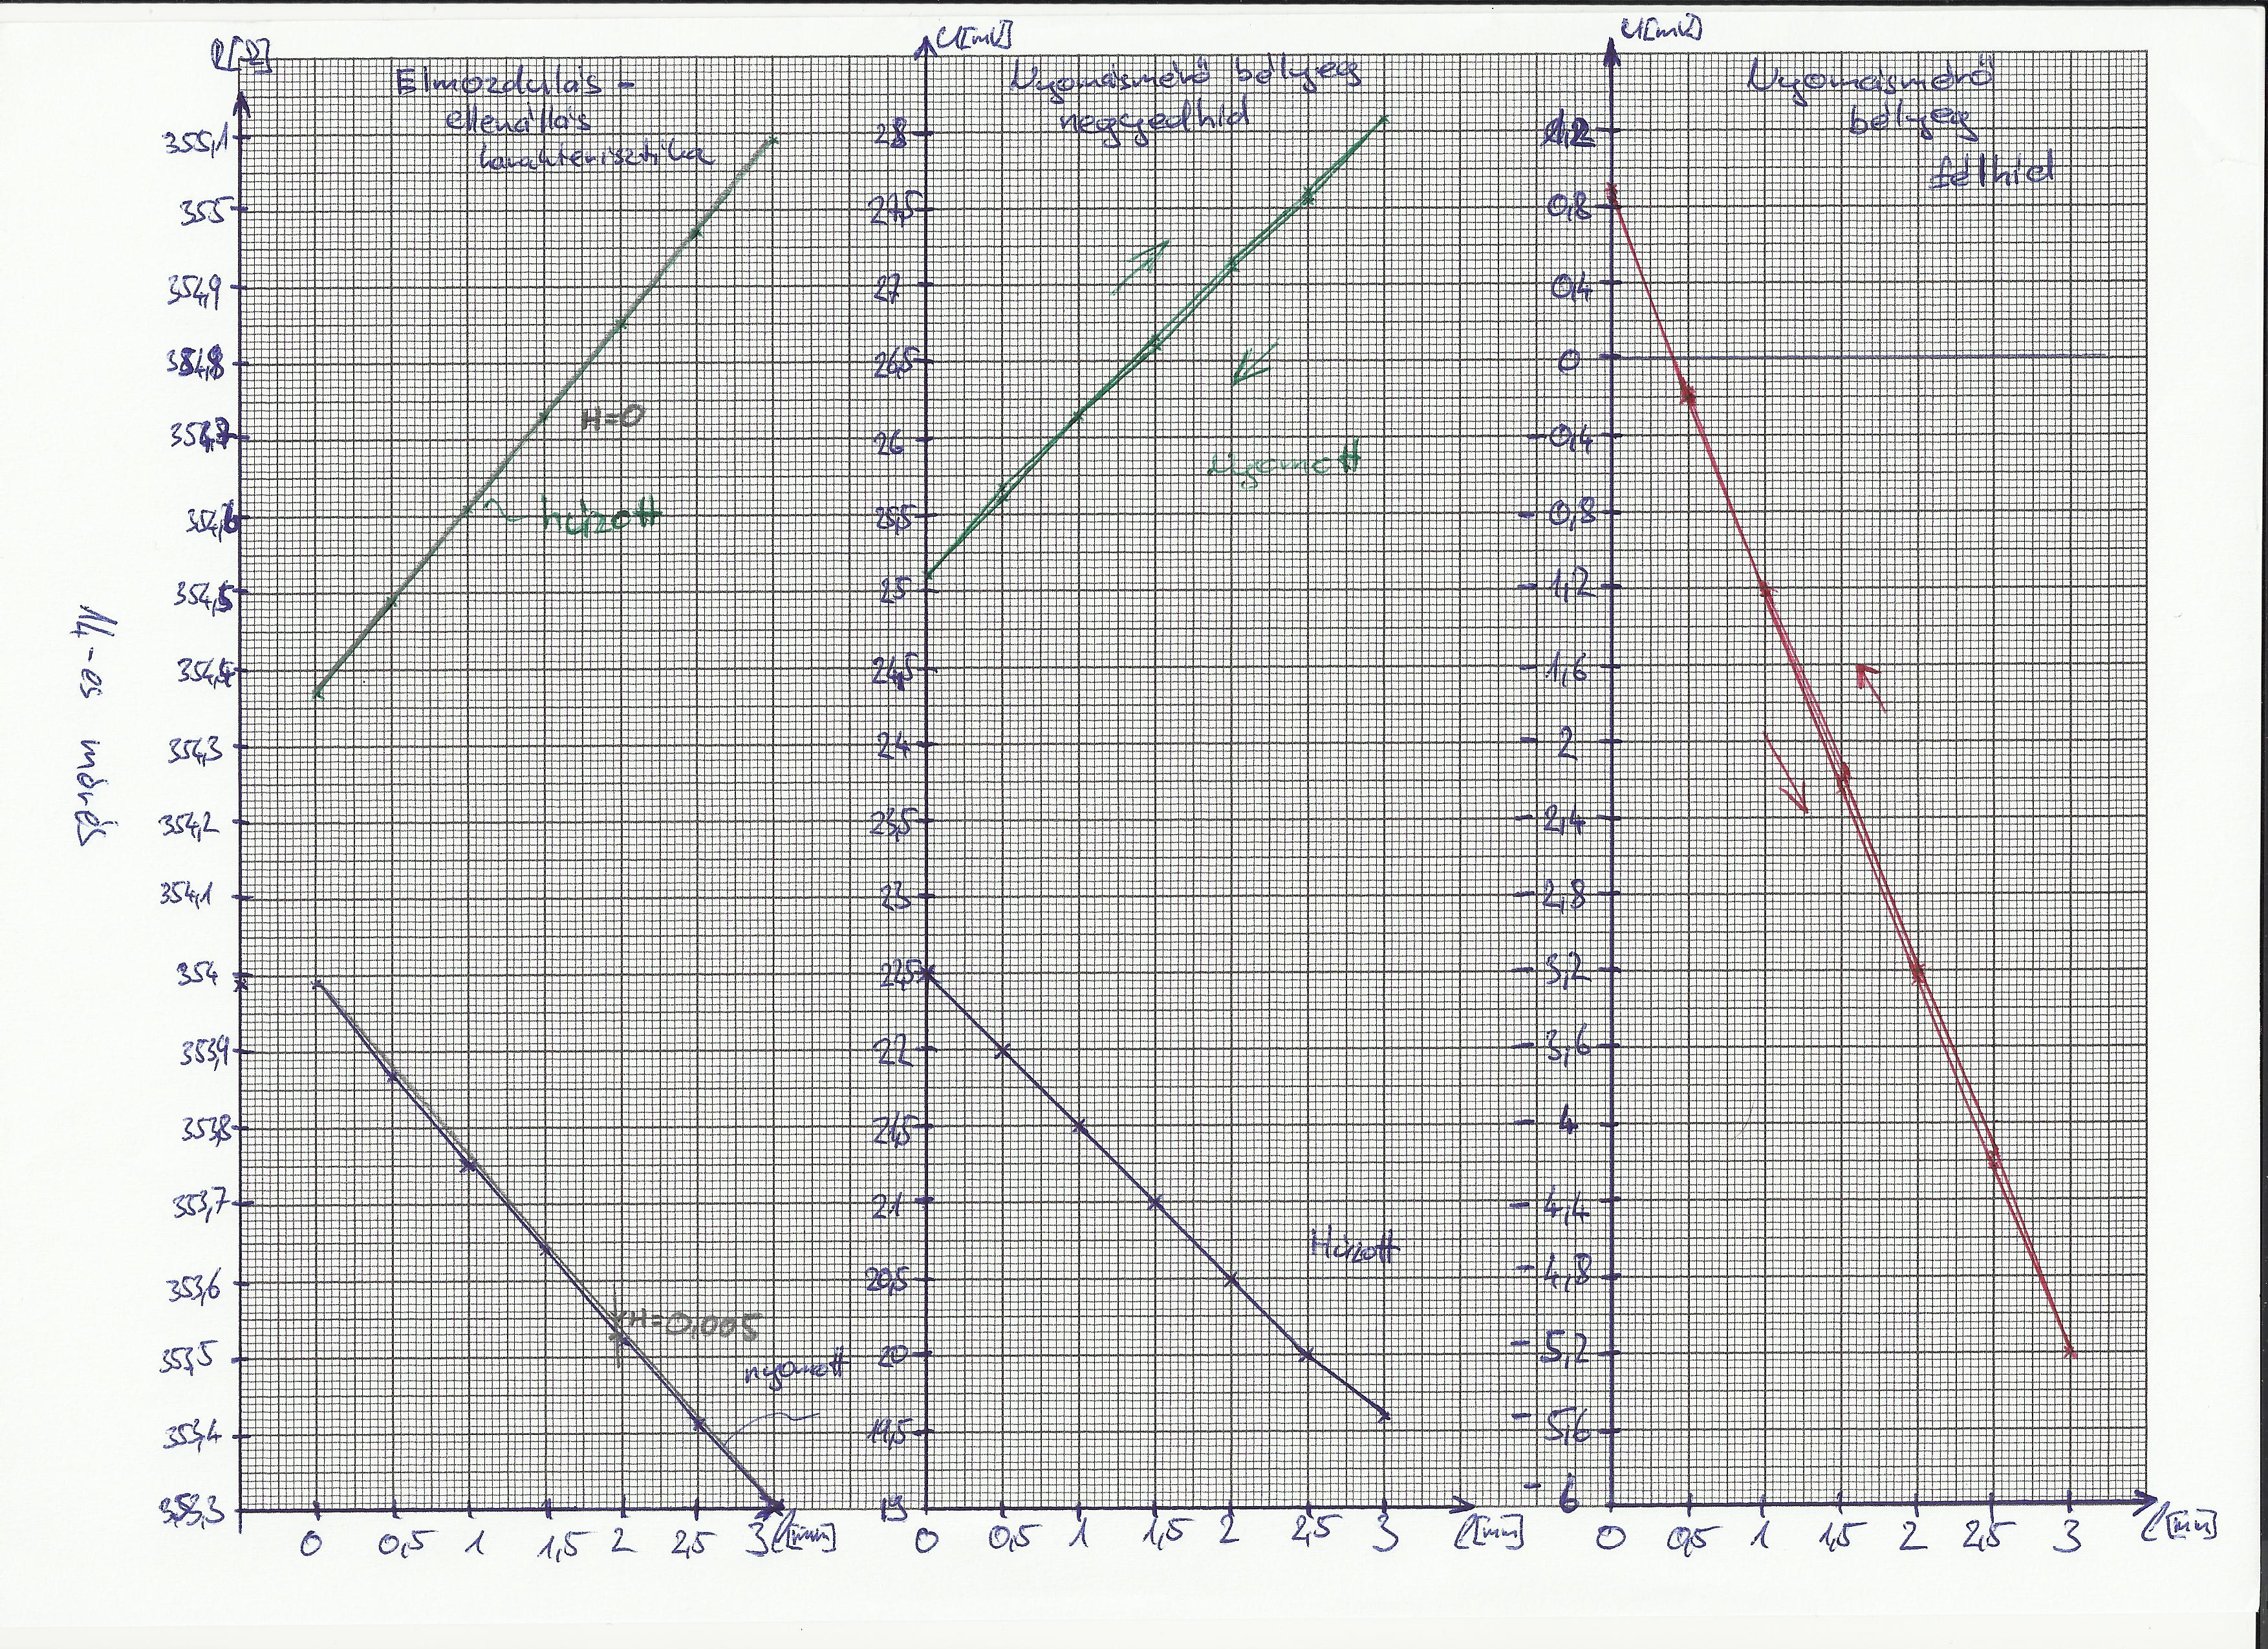 14-es mérés
R[Ω]
Elmozdulás -
ellenállás
karakterisztika
355,1
355
354,9
354,8
354,7
354,6
354,5
354,4
354,3
354,2
354,1
354
353,9
353,8
353,7
353,6
353,5
353,4
353,3
H=0
húzott
H=0,005
nyomott
0 0,5 1 1,5 2 2,5 3 l[mm]
U[mV]
Nyomásmérő bélyeg
negyedhíd
28
27,5
27
26,5
26
25,5
25
24,5
24
23,5
23
22,5
22
21,5
21
20,5
20
19,5
19
Nyomott
Húzott
0 0,5 1 1,5 2 2,5 3 l[mm]
U[mV]
Nyomásmérő
bélyeg
félhíd
1,2
0,8
0,4
0
-0,4
-0,8
-1,2
-1,6
-2
-2,4
-2,8
-3,2
-3,6
-4
-4,4
-4,8
-5,2
-5,6
-6
0 0,5 1 1,5 2 2,5 3 l[mm]